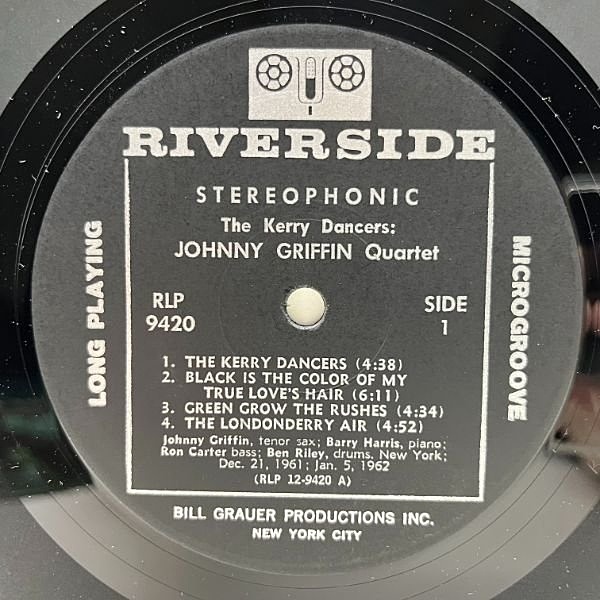 RIVERSIDE
STEREOPHONIC
The Kerry Dancers:
JOHNNY GRIFFIN Quartet
LONG PLAYING
RLP
9420
SIDE
1
MICROGROOVE
1. THE KERRY DANCERS (4:38)
2. BLACK IS THE COLOR OF MY
TRUE LOVE'S HAIR (6:11)
3. GREEN GROW THE RUSHES (4:34)
4. THE LONDONDERRY AIR (4:52)
Johnny Griffin, tenor sax; Barry Harris, piano;
Ron Carter bass; Ben Riley, drums. New York;
Dec. 21, 1961; Jan. 5, 1962
(RLP 12-9420 A)
BILL GRAUER PRODUCTIONS INC.
NEW YORK CITY